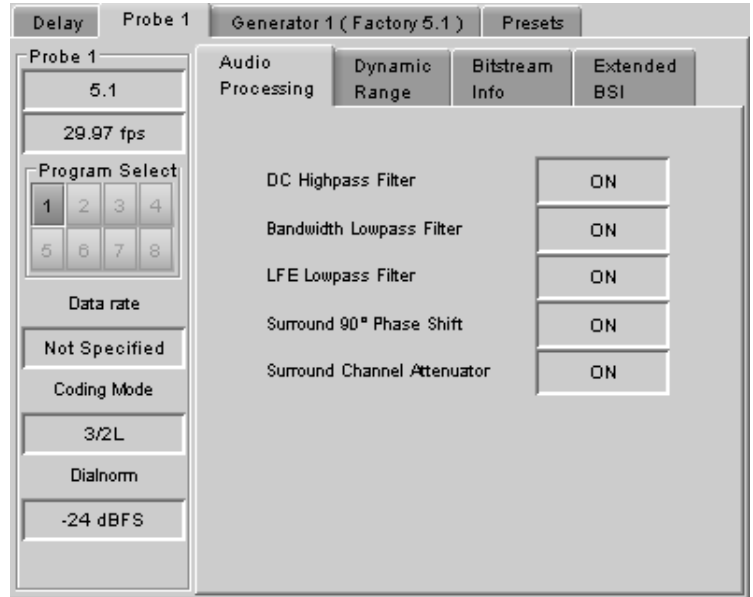 Delay Probe 1 Generator 1 ( Factory 5.1 ) Presets
Probe 1
5.1
29.97 fps
Program Select
1 2 3 4
5 6 7 8
Data rate
Not Specified
Coding Mode
3/2L
Dialnorm
-24 dBFS
Audio Processing
Dynamic Range
Bitstream Info
Extended BSI
DC Highpass Filter ON
Bandwidth Lowpass Filter ON
LFE Lowpass Filter ON
Surround 90° Phase Shift ON
Surround Channel Attenuator ON